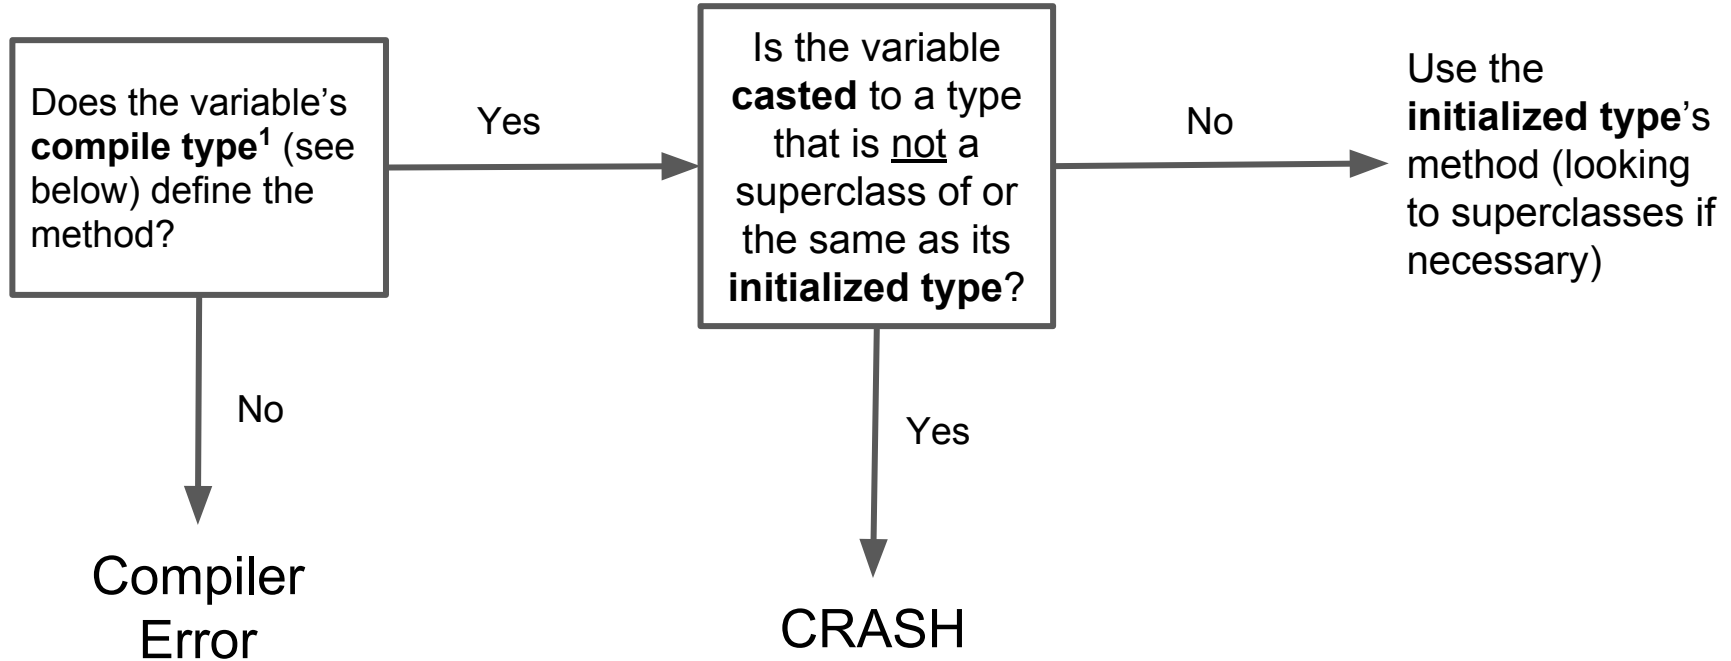 Does the variable's
compile type¹ (see
below) define the
method?
Yes
Is the variable
casted to a type
that is not a
superclass of or
the same as its
initialized type?
No
Use the
initialized type's
method (looking
to superclasses if
necessary)
No
Yes
Compiler
Error
CRASH